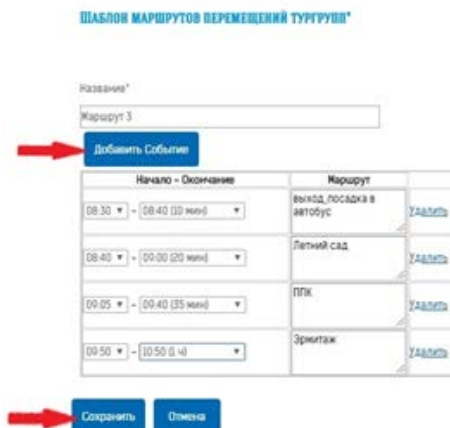 ШАБЛОН МАРШРУТОВ ПЕРЕМЕЩЕНИЙ ТУРГРУПП*
Название*
Маршрут 3
Добавить Событие
Начало - Окончание Маршрут
08:30 - 08:40 (10 мин) выход,посадка в автобус Удалить
08:40 - 09:00 (20 мин) Летний сад Удалить
09:05 - 09:40 (35 мин) ППК Удалить
09:50 - 10:50 (1 ч) Эрмитаж Удалить
Сохранить Отмена